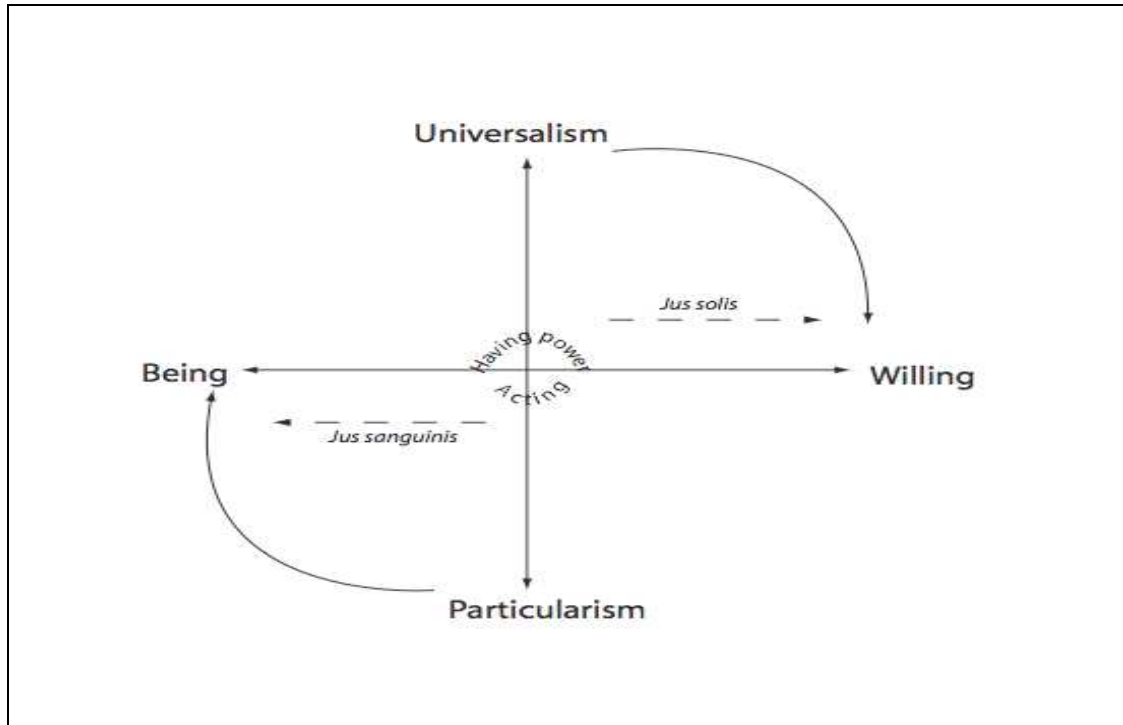 Universalism
Jus solis
Having power
Being
Willing
Acting
Jus sanguinis
Particularism